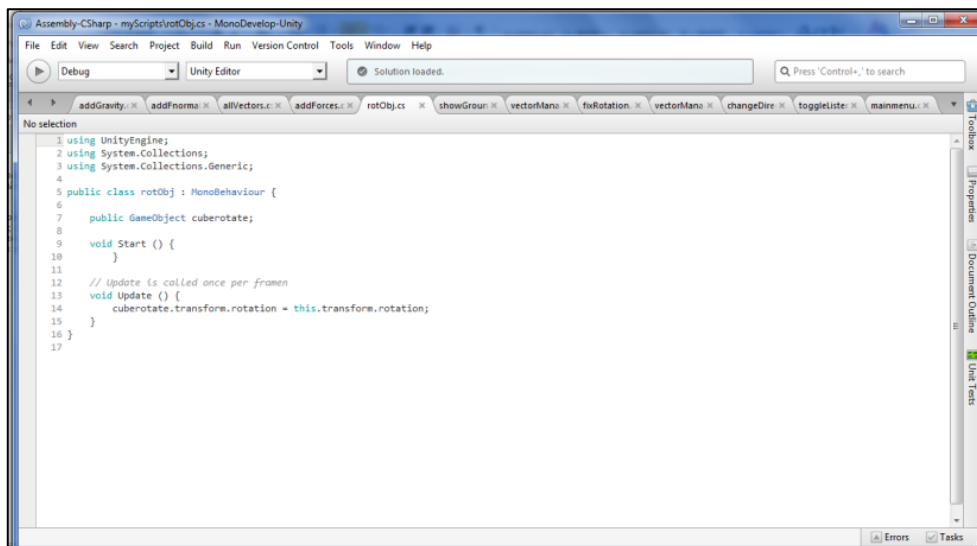 Assembly-CSharp - myScripts\rotObj.cs - MonoDevelop-Unity
File Edit View Search Project Build Run Version Control Tools Window Help
Debug Unity Editor Solution loaded. Press 'Control+,' to search
addGravity.c addFnorma allVectors.c addForces.c rotObj.cs showGroun vectorMana fixRotation. vectorMana changeDire toggleListe mainmenu.c
No selection
1 using UnityEngine;
2 using System.Collections;
3 using System.Collections.Generic;
4
5 public class rotObj : MonoBehaviour {
6
7 public GameObject cuberotate;
8
9 void Start () {
10 }
11
12 // Update is called once per framen
13 void Update () {
14 cuberotate.transform.rotation = this.transform.rotation;
15 }
16 }
17
Toolbox
Properties
Document Outline
Unit Tests
Errors Tasks